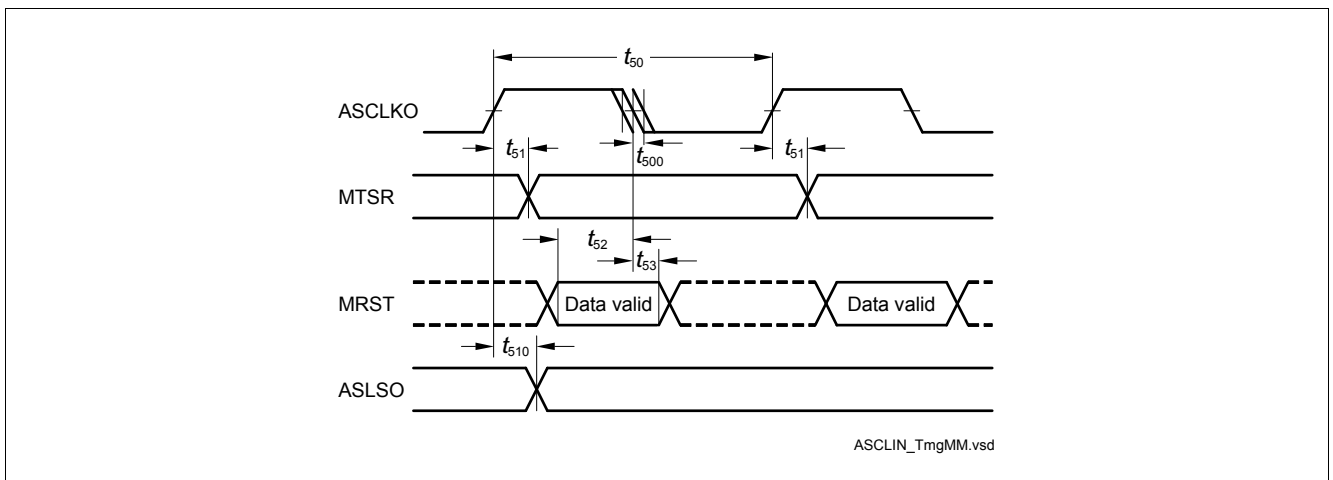 t50
ASCLKO
t51
t500
t51
MTSR
t52
t53
MRST
Data valid
Data valid
t510
ASLSO
ASCLIN_TmgMM.vsd